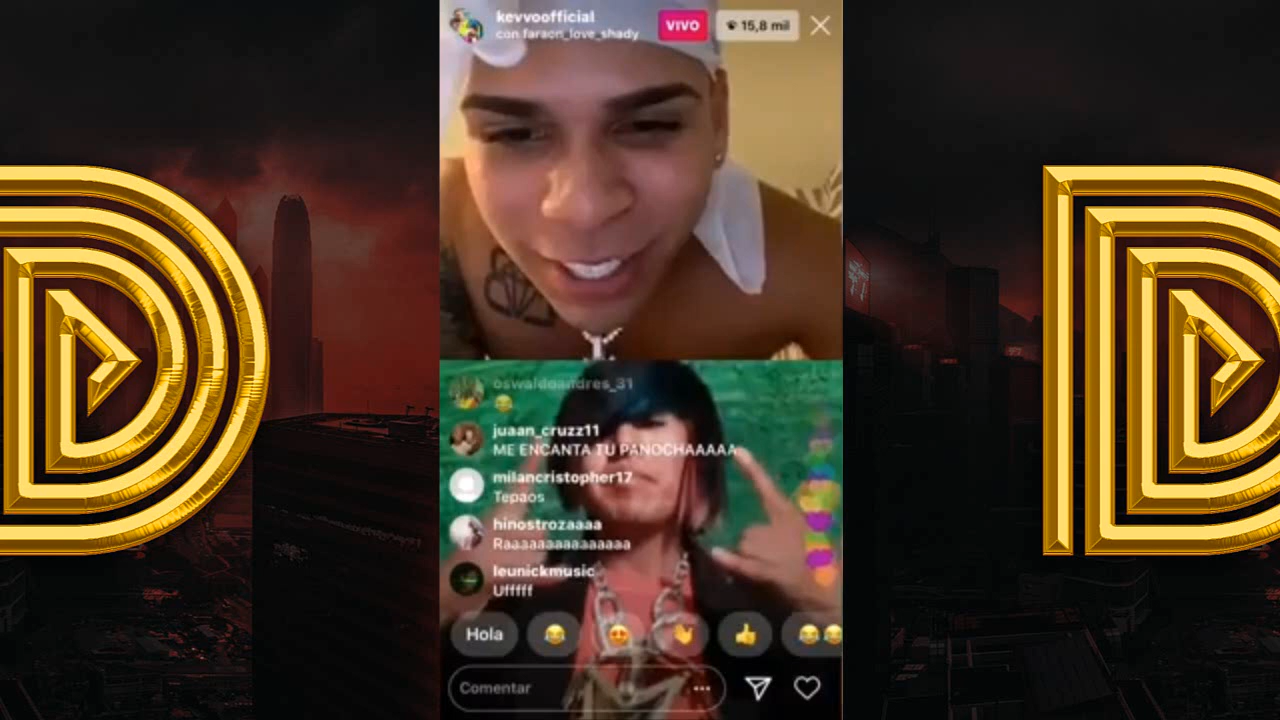 kevvoofficial
con faraon_love_shady
VIVO
15,8 mil
oswaldoandres_31
juaan_cruzz11
ME ENCANTA TU PANOCHAAAAA
milancristopher17
Tepaos
hinostrozaaaa
Raaaaaaaaaaaaaaa
leunickmusic
Ufffff
Hola
Comentar